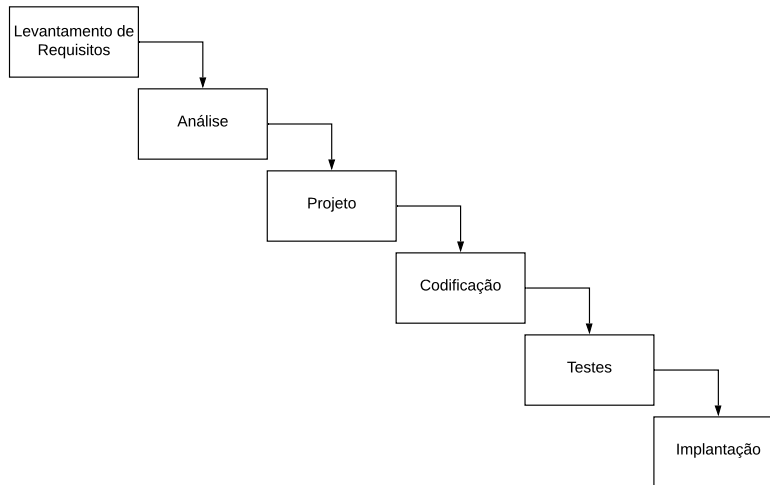 Levantamento de
Requisitos
Análise
Projeto
Codificação
Testes
Implantação